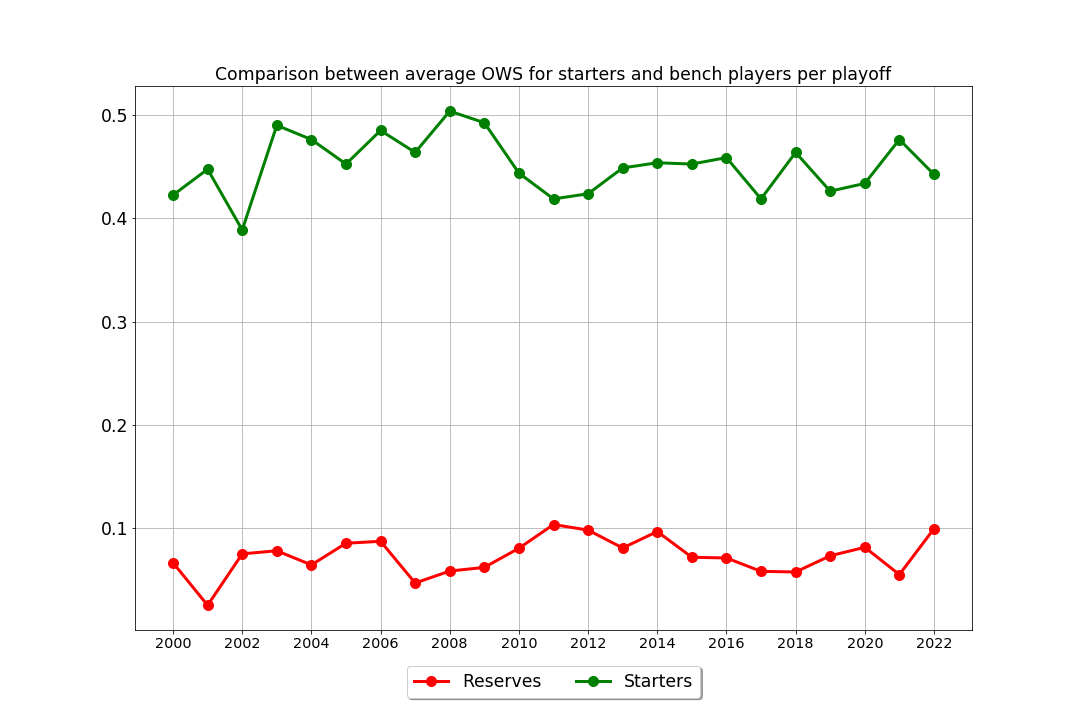 Comparison between average OWS for starters and bench players per playoff
0.5
0.4
0.3
0.2
0.1
2000 2002 2004 2006 2008 2010 2012 2014 2016 2018 2020 2022
Reserves Starters